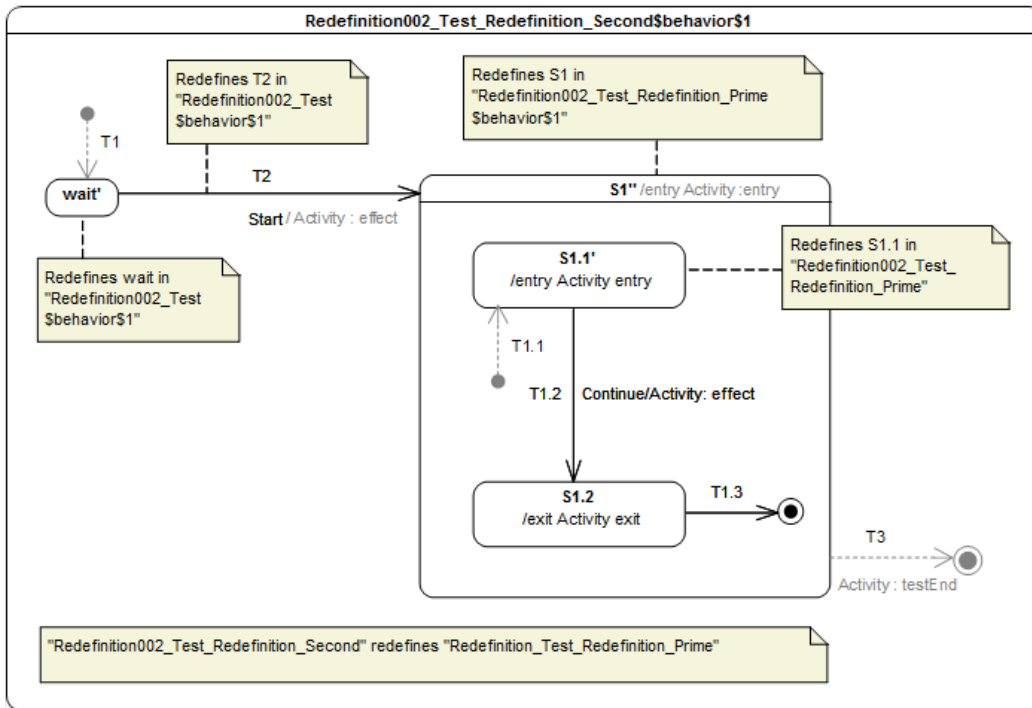 Redefinition002_Test_Redefinition_Second$behavior$1
Redefines T2 in
"Redefinition002_Test
$behavior$1"
Redefines S1 in
"Redefinition002_Test_Redefinition_Prime
$behavior$1"
T1
wait'
T2
Start / Activity : effect
S1'' /entry Activity :entry
Redefines wait in
"Redefinition002_Test
$behavior$1"
S1.1'
/entry Activity entry
Redefines S1.1 in
"Redefinition002_Test_
Redefinition_Prime"
T1.1
T1.2
Continue/Activity: effect
S1.2
/exit Activity exit
T1.3
T3
Activity : testEnd
"Redefinition002_Test_Redefinition_Second" redefines "Redefinition_Test_Redefinition_Prime"